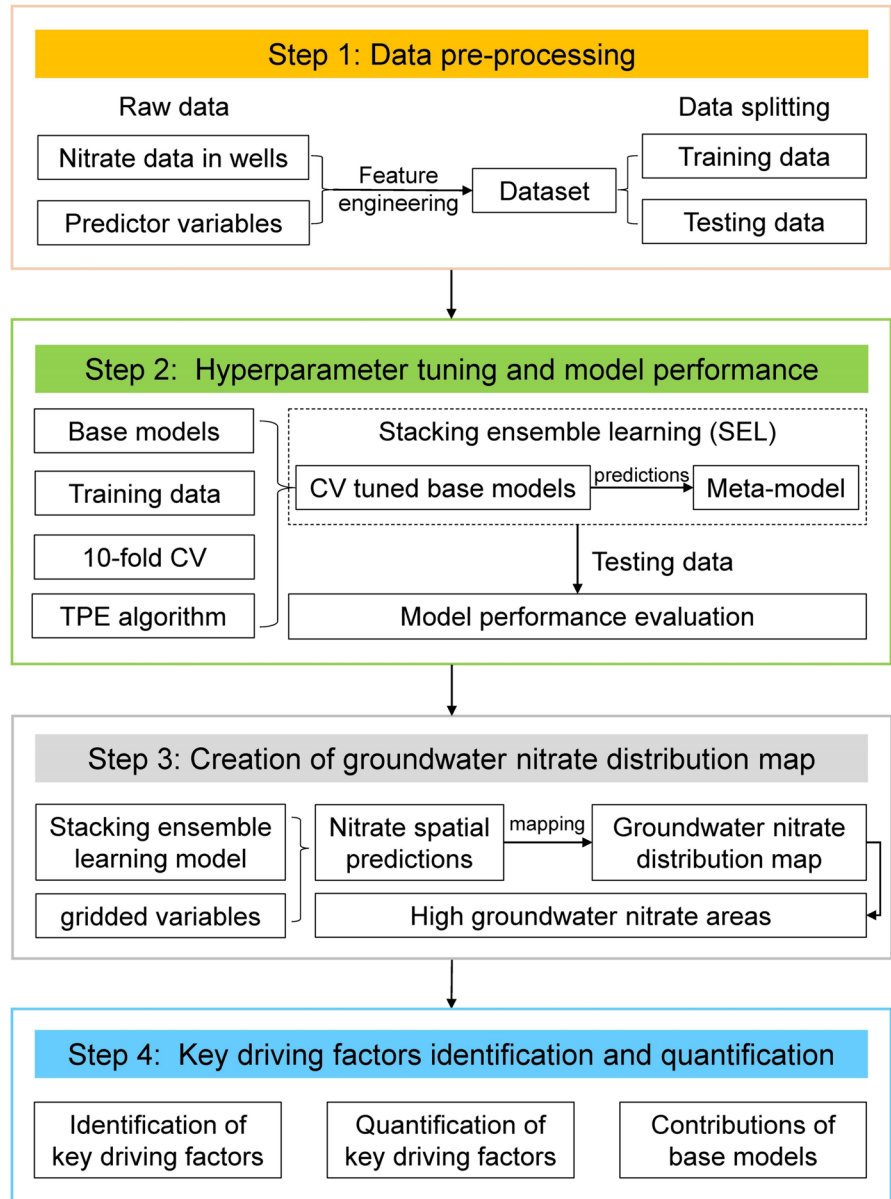 Step 1: Data pre-processing
Raw data
Data splitting
Nitrate data in wells
Predictor variables
Feature
engineering
Dataset
Training data
Testing data
Step 2: Hyperparameter tuning and model performance
Base models
Training data
10-fold CV
TPE algorithm
Stacking ensemble learning (SEL)
CV tuned base models
predictions
Meta-model
Testing data
Model performance evaluation
Step 3: Creation of groundwater nitrate distribution map
Stacking ensemble
learning model
gridded variables
Nitrate spatial
predictions
mapping
Groundwater nitrate
distribution map
High groundwater nitrate areas
Step 4: Key driving factors identification and quantification
Identification of
key driving factors
Quantification of
key driving factors
Contributions of
base models